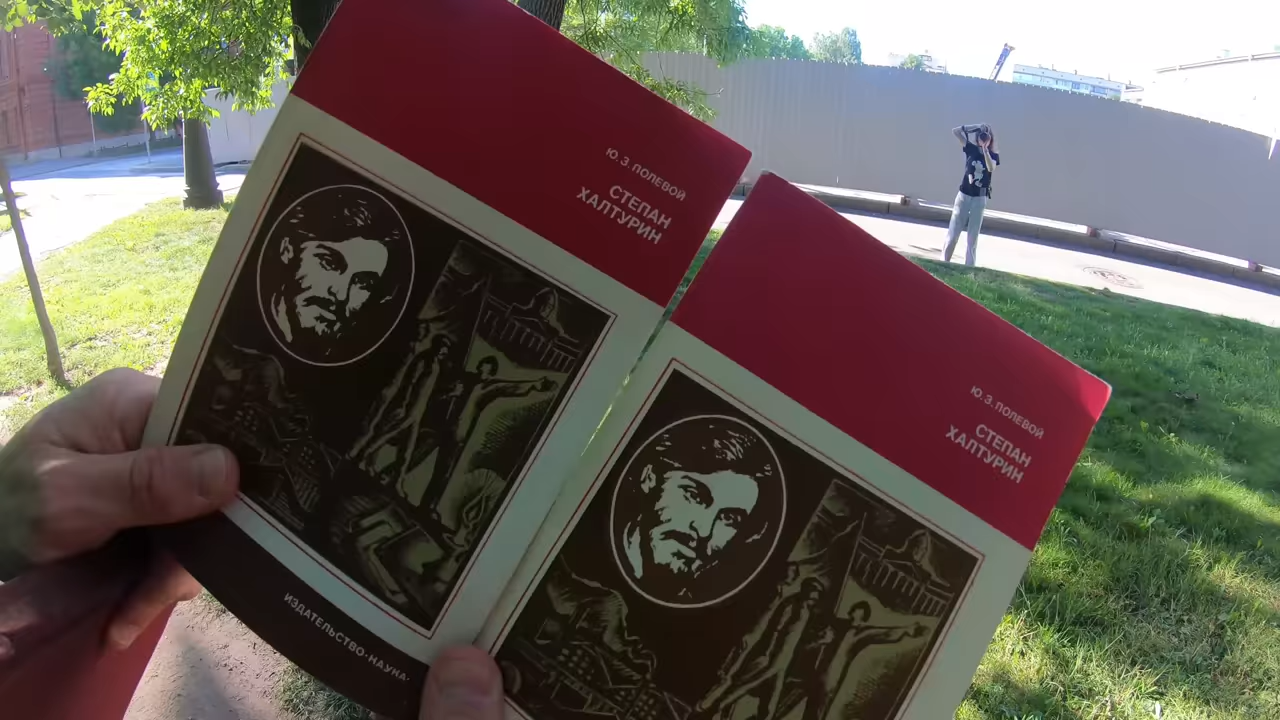 Ю. З. ПОЛЕВОЙ
СТЕПАН
ХАЛТУРИН
ИЗДАТЕЛЬСТВО·НАУКА·
Ю. З. ПОЛЕВОЙ
СТЕПАН
ХАЛТУРИН